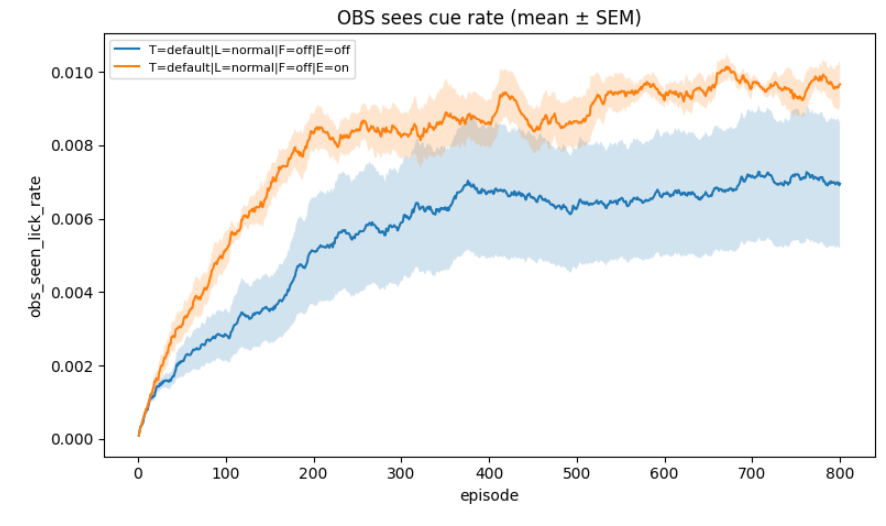 OBS sees cue rate (mean ± SEM)
T=default|L=normal|F=off|E=off
T=default|L=normal|F=off|E=on
obs_seen_lick_rate
0.010
0.008
0.006
0.004
0.002
0.000
0 100 200 300 400 500 600 700 800
episode